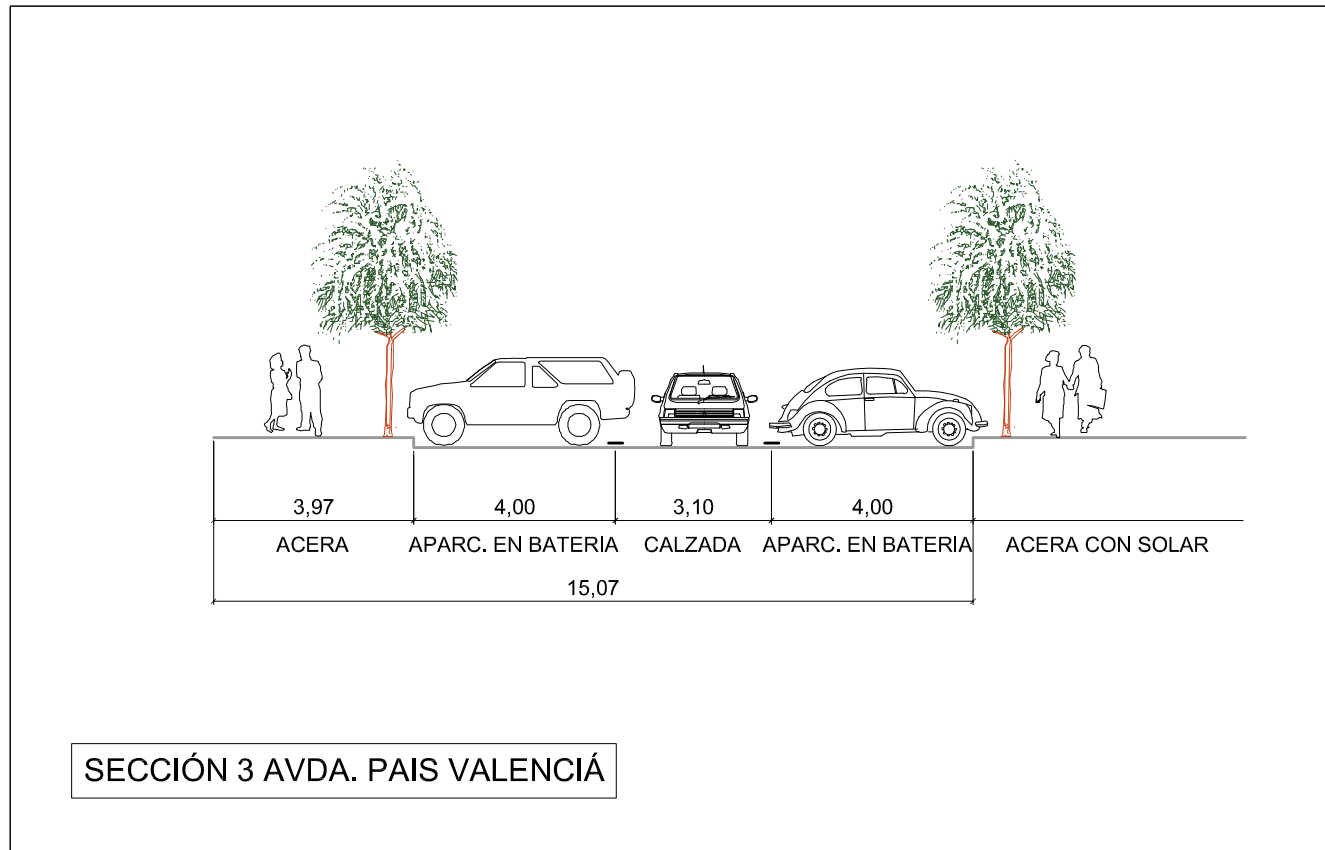 3,97 4,00 3,10 4,00
ACERA APARC. EN BATERIA CALZADA APARC. EN BATERIA ACERA CON SOLAR
15,07
SECCIÓN 3 AVDA. PAIS VALENCIÁ